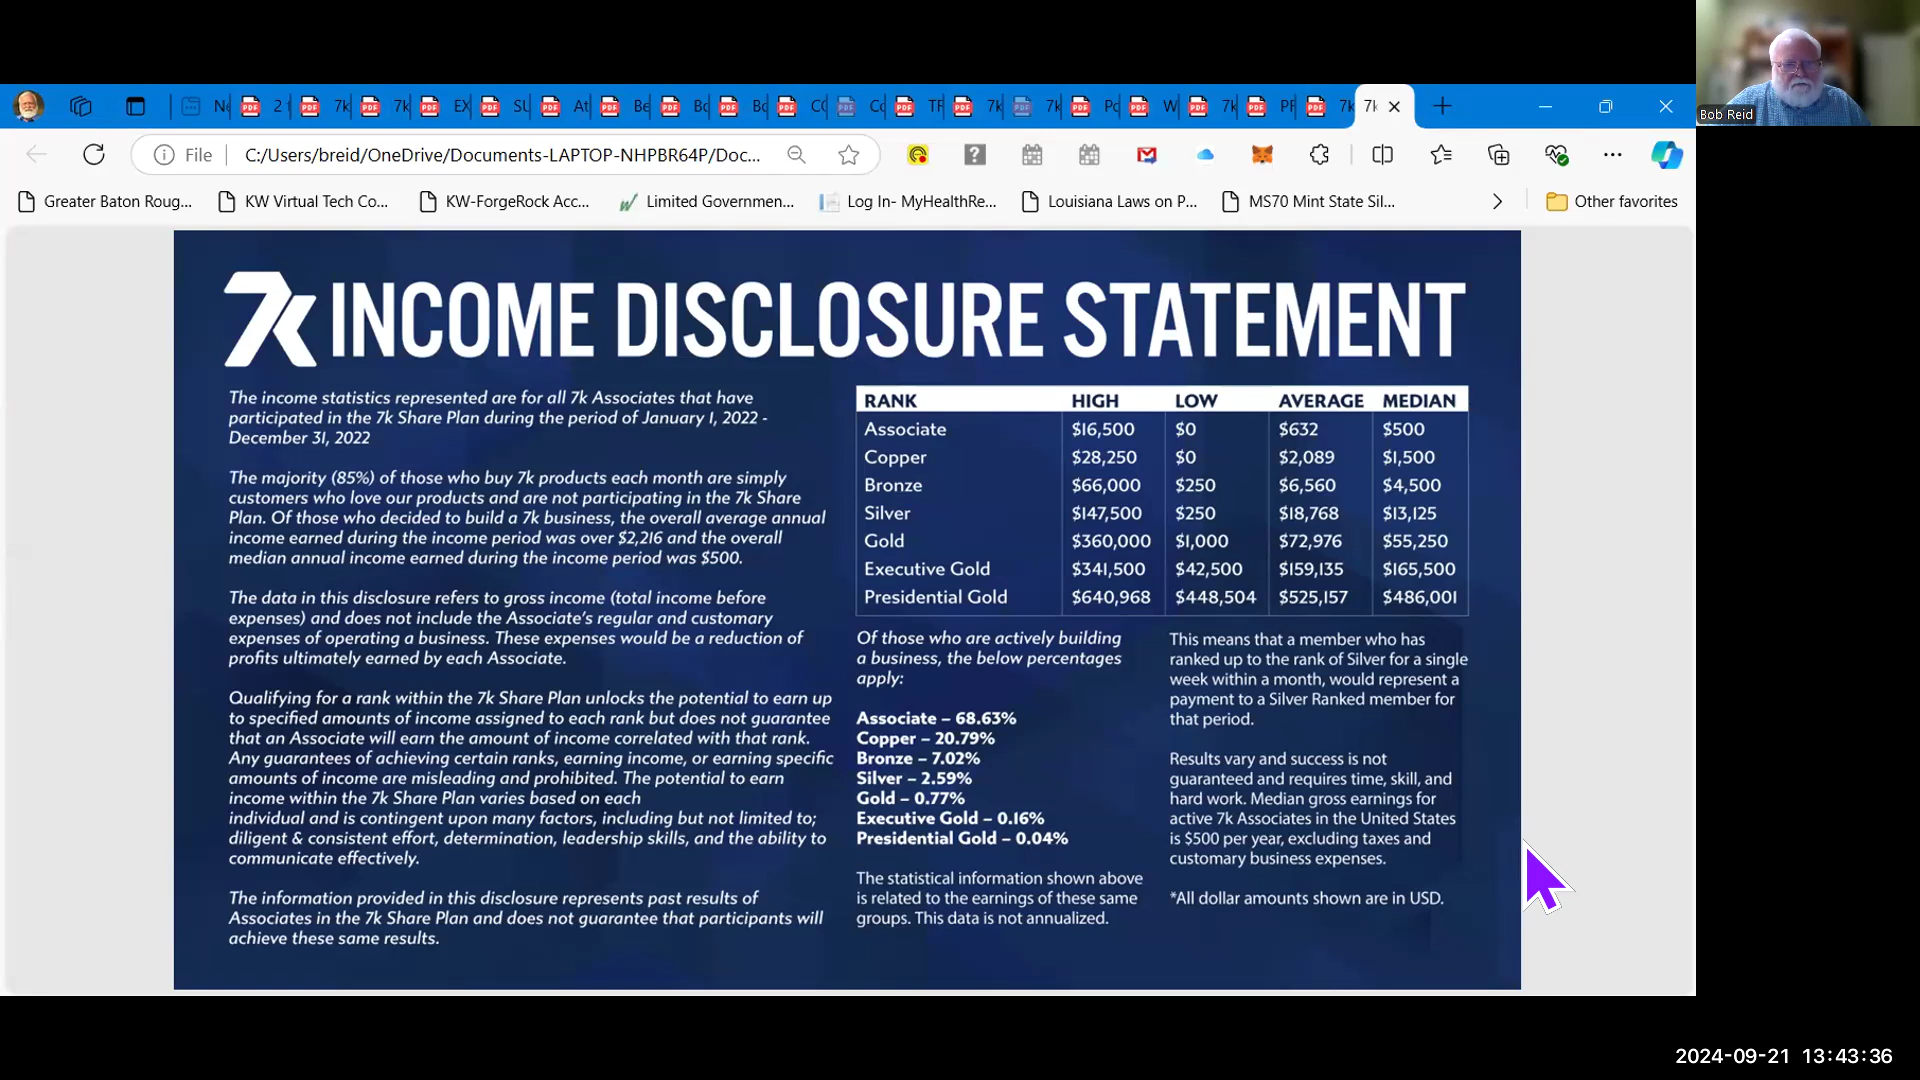 Bob Reid
Ne
2
7k
7k
EX
SU
At
Be
Bc
Bc
CO
Cc
TF
7k
7k
Pc
W
7k
PF
7k
7k
File
C:/Users/breid/OneDrive/Documents-LAPTOP-NHPBR64P/Doc...
Greater Baton Roug... KW Virtual Tech Co... KW-ForgeRock Acc... Limited Governmen... Log In- MyHealthRe... Louisiana Laws on P... MS70 Mint State Sil... Other favorites
7k INCOME DISCLOSURE STATEMENT
The income statistics represented are for all 7k Associates that have
participated in the 7k Share Plan during the period of January 1, 2022 -
December 31, 2022
The majority (85%) of those who buy 7k products each month are simply
customers who love our products and are not participating in the 7k Share
Plan. Of those who decided to build a 7k business, the overall average annual
income earned during the income period was over $2,216 and the overall
median annual income earned during the income period was $500.
The data in this disclosure refers to gross income (total income before
expenses) and does not include the Associate's regular and customary
expenses of operating a business. These expenses would be a reduction of
profits ultimately earned by each Associate.
Qualifying for a rank within the 7k Share Plan unlocks the potential to earn up
to specified amounts of income assigned to each rank but does not guarantee
that an Associate will earn the amount of income correlated with that rank.
Any guarantees of achieving certain ranks, earning income, or earning specific
amounts of income are misleading and prohibited. The potential to earn
income within the 7k Share Plan varies based on each
individual and is contingent upon many factors, including but not limited to;
diligent & consistent effort, determination, leadership skills, and the ability to
communicate effectively.
The information provided in this disclosure represents past results of
Associates in the 7k Share Plan and does not guarantee that participants will
achieve these same results.
RANK HIGH LOW AVERAGE MEDIAN
Associate $16,500 $0 $632 $500
Copper $28,250 $0 $2,089 $1,500
Bronze $66,000 $250 $6,560 $4,500
Silver $147,500 $250 $18,768 $13,125
Gold $360,000 $1,000 $72,976 $55,250
Executive Gold $341,500 $42,500 $159,135 $165,500
Presidential Gold $640,968 $448,504 $525,157 $486,001
Of those who are actively building
a business, the below percentages
apply:
Associate – 68.63%
Copper – 20.79%
Bronze – 7.02%
Silver – 2.59%
Gold – 0.77%
Executive Gold – 0.16%
Presidential Gold – 0.04%
The statistical information shown above
is related to the earnings of these same
groups. This data is not annualized.
This means that a member who has
ranked up to the rank of Silver for a single
week within a month, would represent a
payment to a Silver Ranked member for
that period.
Results vary and success is not
guaranteed and requires time, skill, and
hard work. Median gross earnings for
active 7k Associates in the United States
is $500 per year, excluding taxes and
customary business expenses.
*All dollar amounts shown are in USD.
2024-09-21 13:43:36